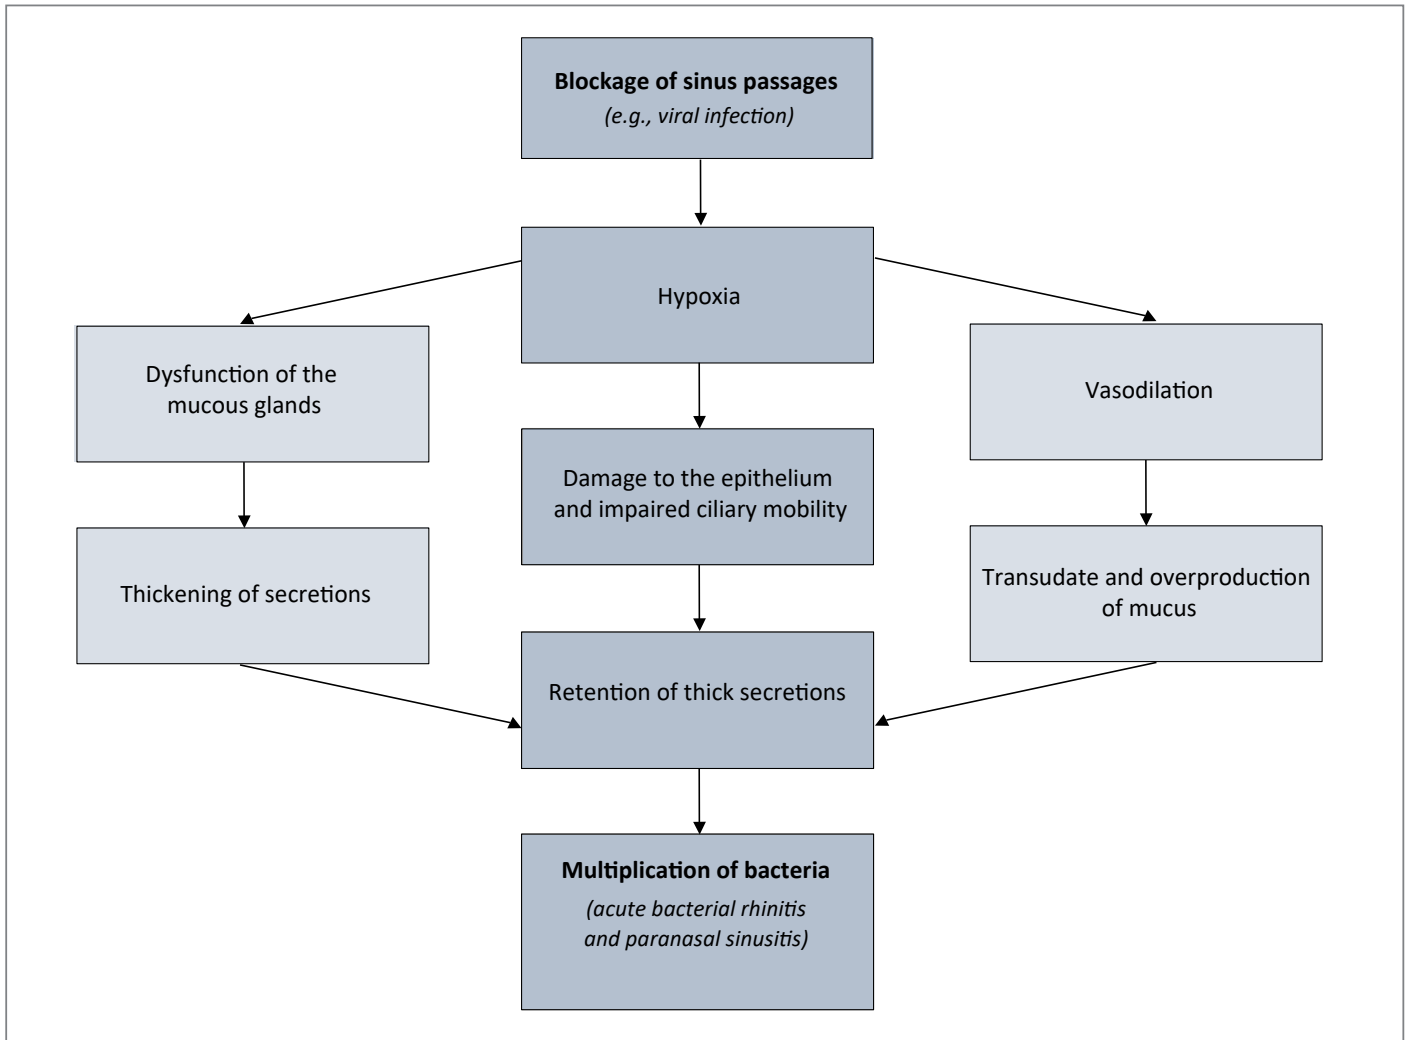 Blockage of sinus passages
(e.g., viral infection)
Hypoxia
Dysfunction of the
mucous glands
Vasodilation
Damage to the epithelium
and impaired ciliary mobility
Thickening of secretions
Transudate and overproduction
of mucus
Retention of thick secretions
Multiplication of bacteria
(acute bacterial rhinitis
and paranasal sinusitis)